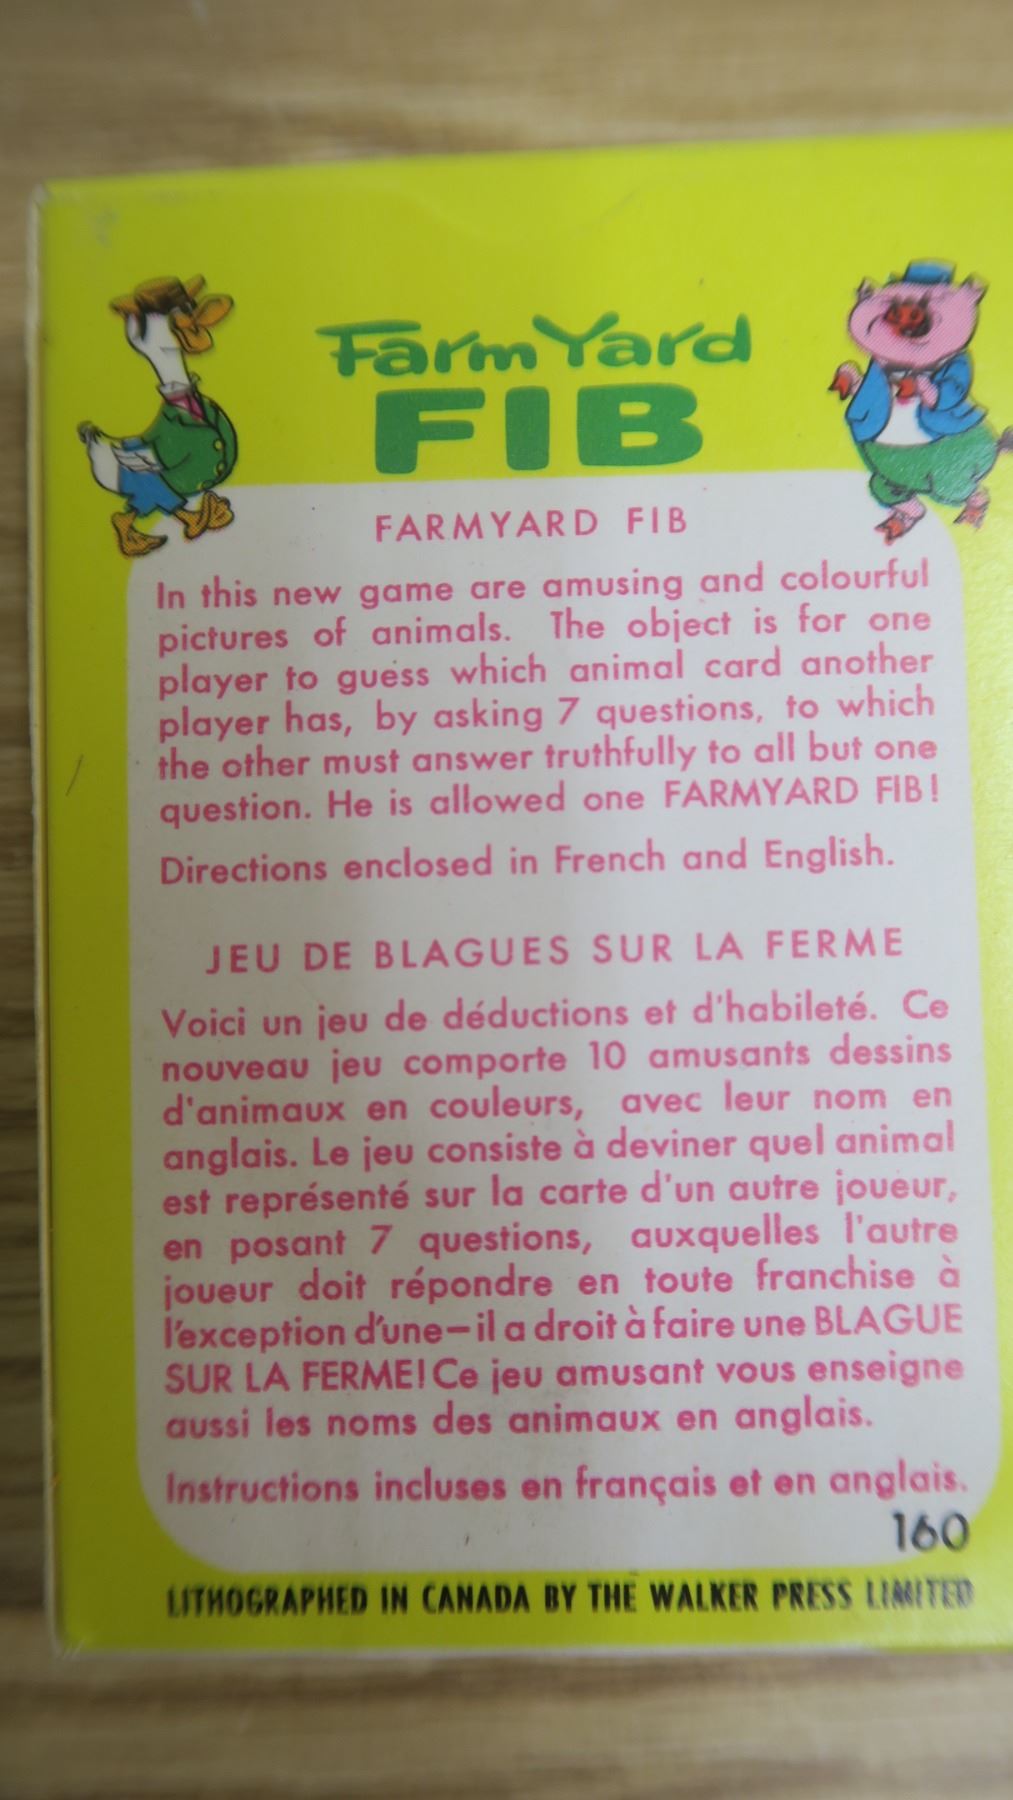 Farm Yard
FIB
FARMYARD FIB
In this new game are amusing and colourful
pictures of animals. The object is for one
player to guess which animal card another
player has, by asking 7 questions, to which
the other must answer truthfully to all but one
question. He is allowed one FARMYARD FIB!
Directions enclosed in French and English.
JEU DE BLAGUES SUR LA FERME
Voici un jeu de déductions et d'habileté. Ce
nouveau jeu comporte 10 amusants dessins
d'animaux en couleurs, avec leur nom en
anglais. Le jeu consiste à deviner quel animal
est représenté sur la carte d'un autre joueur,
en posant 7 questions, auxquelles l'autre
joueur doit répondre en toute franchise à
l'exception d'une—il a droit à faire une BLAGUE
SUR LA FERME! Ce jeu amusant vous enseigne
aussi les noms des animaux en anglais.
Instructions incluses en français et en anglais.
160
LITHOGRAPHED IN CANADA BY THE WALKER PRESS LIMITED